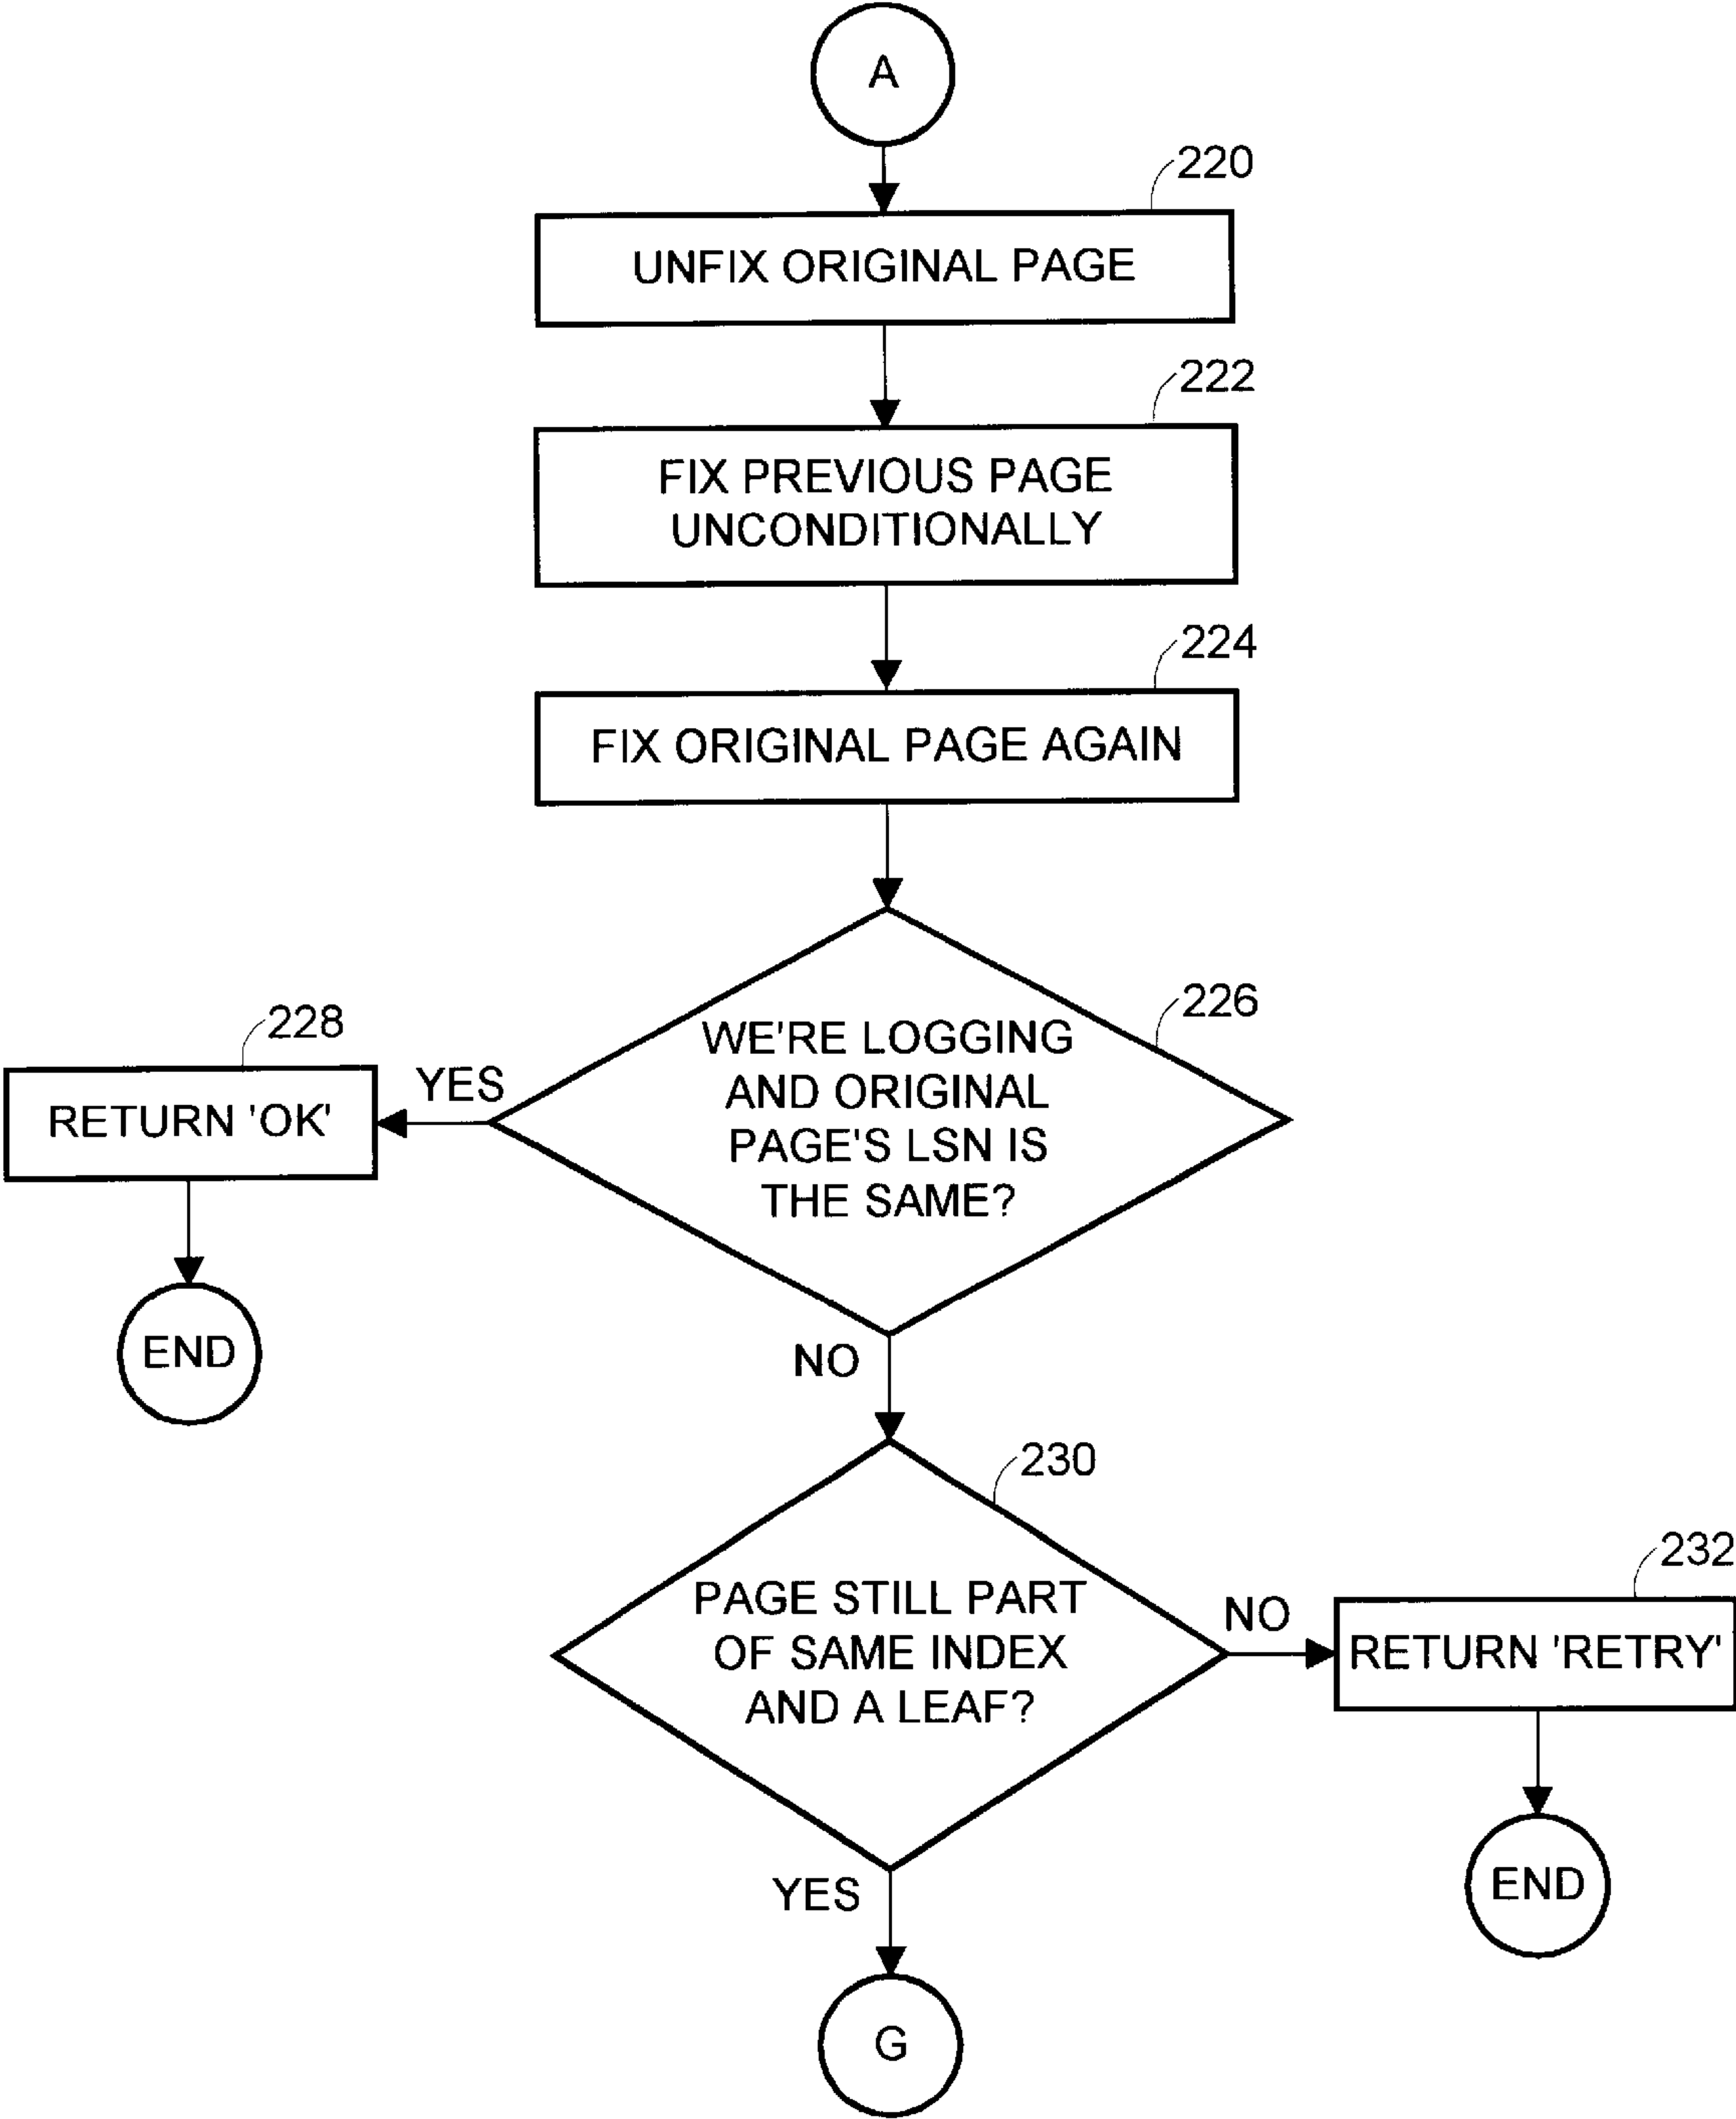 A
220
UNFIX ORIGINAL PAGE
222
FIX PREVIOUS PAGE
UNCONDITIONALLY
224
FIX ORIGINAL PAGE AGAIN
226
WE'RE LOGGING
AND ORIGINAL
PAGE'S LSN IS
THE SAME?
228
YES
RETURN 'OK'
END
NO
230
PAGE STILL PART
OF SAME INDEX
AND A LEAF?
NO
232
RETURN 'RETRY'
END
YES
G